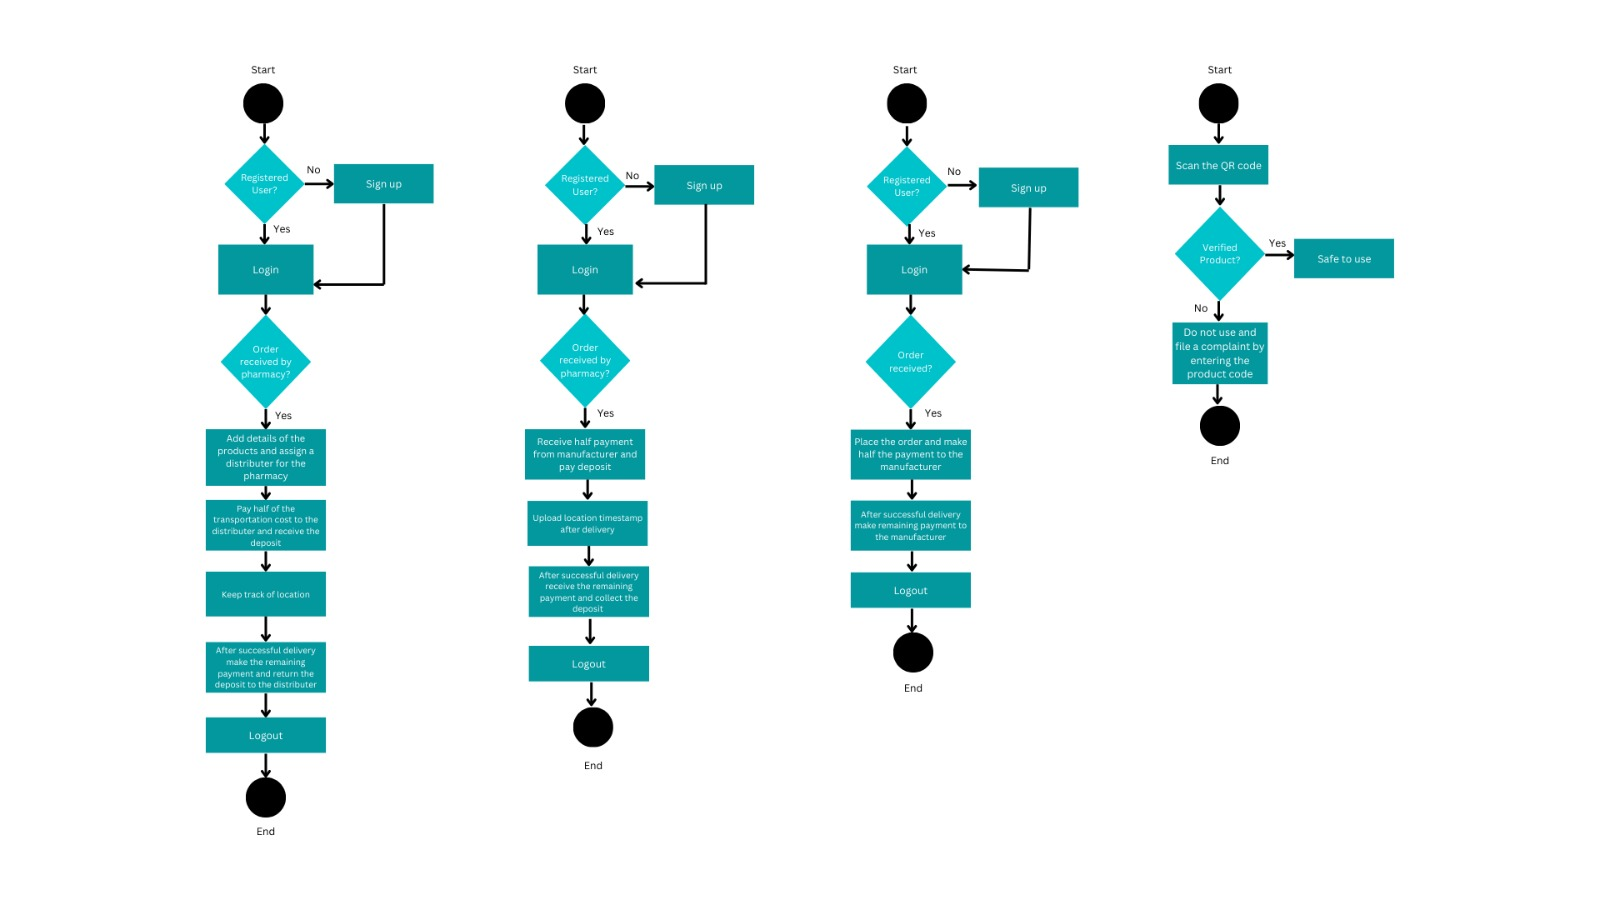 Start
Registered
User?
No
Sign up
Yes
Login
Order
received by
pharmacy?
Yes
Add details of the
products and assign a
distributer for the
pharmacy
Pay half of the
transportation cost to the
distributer and receive the
deposit
Keep track of location
After successful delivery
make the remaining
payment and return the
deposit to the distributer
Logout
End
Start
Registered
User?
No
Sign up
Yes
Login
Order
received by
pharmacy?
Yes
Receive half payment
from manufacturer and
pay deposit
Upload location timestamp
after delivery
After successful delivery
receive the remaining
payment and collect the
deposit
Logout
End
Start
Registered
User?
No
Sign up
Yes
Login
Order
received?
Yes
Place the order and make
half the payment to the
manufacturer
After successful delivery
make remaining payment to
the manufacturer
Logout
End
Start
Scan the QR code
Verified
Product?
Yes
Safe to use
No
Do not use and
file a complaint by
entering the
product code
End